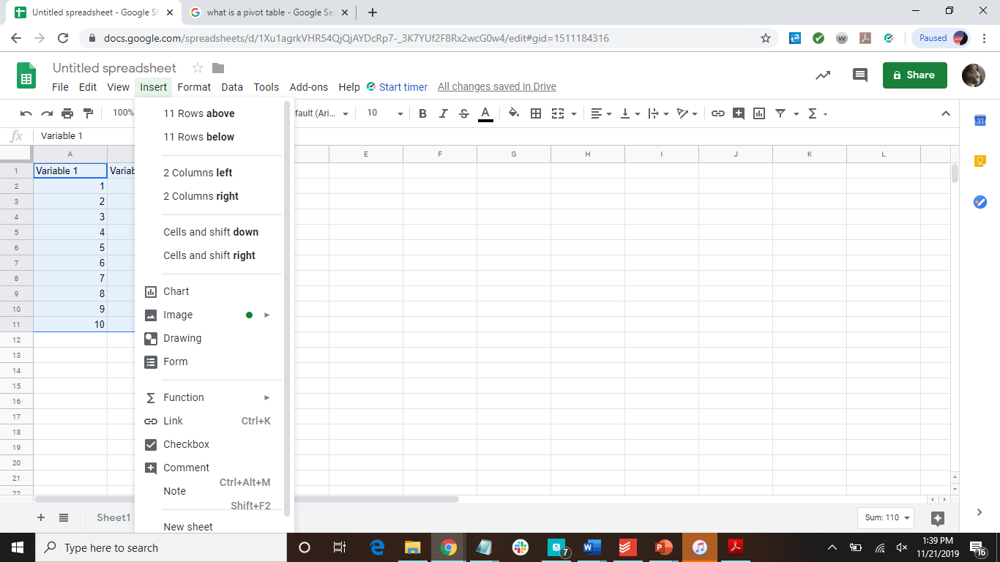 Untitled spreadsheet - Google Sh
what is a pivot table - Google Sea
docs.google.com/spreadsheets/d/1Xu1agrkVHR54QjQjAYDcRp7-_3K7YUf2F8Rx2wcG0w4/edit#gid=1511184316
Paused
Untitled spreadsheet
File Edit View Insert Format Data Tools Add-ons Help Start timer All changes saved in Drive
Share
100% fault (Ari... 10 B I S A
31
fx Variable 1
A E F G H I J K L
1 Variable 1 Variab
2 1
3 2
4 3
5 4
6 5
7 6
8 7
9 8
10 9
11 10
12
13
14
15
16
17
18
19
20
21
22
11 Rows above
11 Rows below
2 Columns left
2 Columns right
Cells and shift down
Cells and shift right
Chart
Image
Drawing
Form
Function
Link Ctrl+K
Checkbox
Comment
Ctrl+Alt+M
Note
Shift+F2
New sheet
Sheet1
Sum: 110
Type here to search
7
1:39 PM
11/21/2019
16